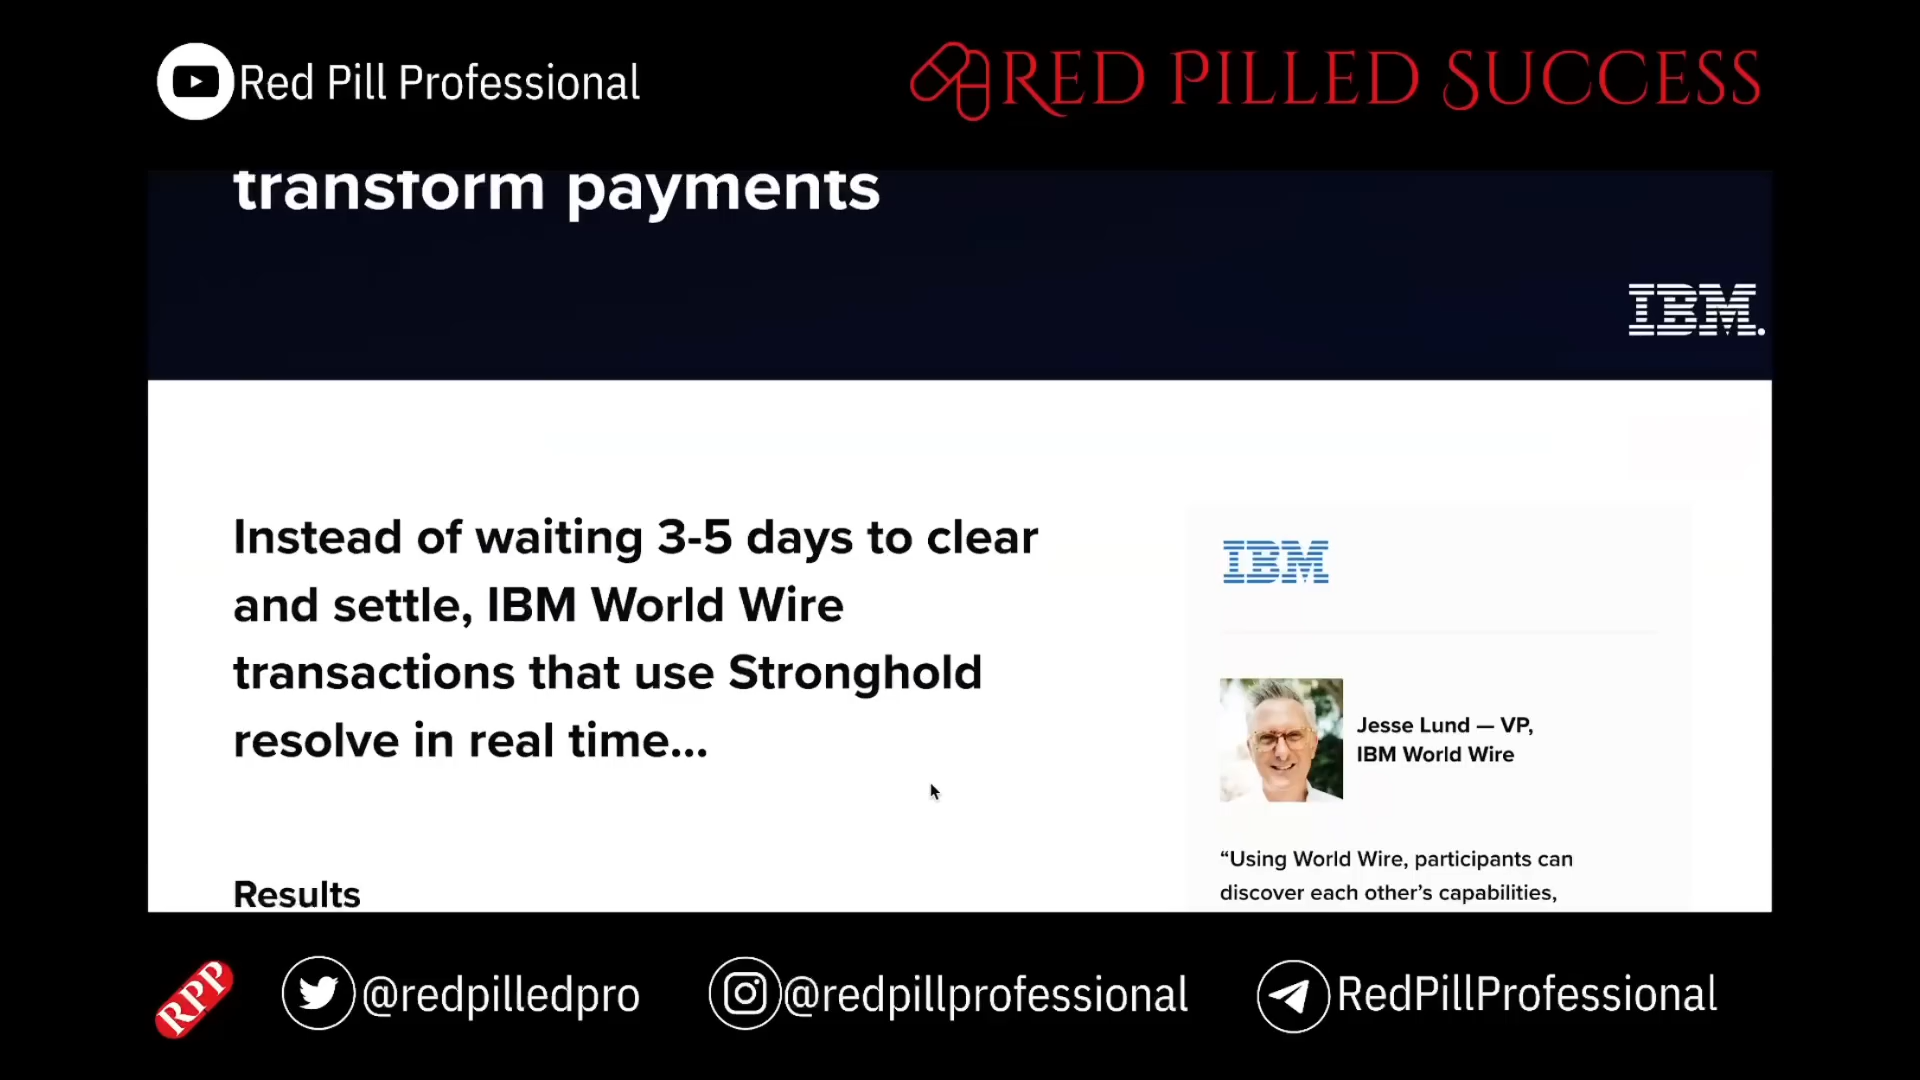 Red Pill Professional
RED PILLED SUCCESS
transform payments
IBM.
Instead of waiting 3-5 days to clear
and settle, IBM World Wire
transactions that use Stronghold
resolve in real time...
Results
IBM
Jesse Lund — VP,
IBM World Wire
“Using World Wire, participants can
discover each other’s capabilities,
RPP
@redpilledpro
@redpillprofessional
RedPillProfessional